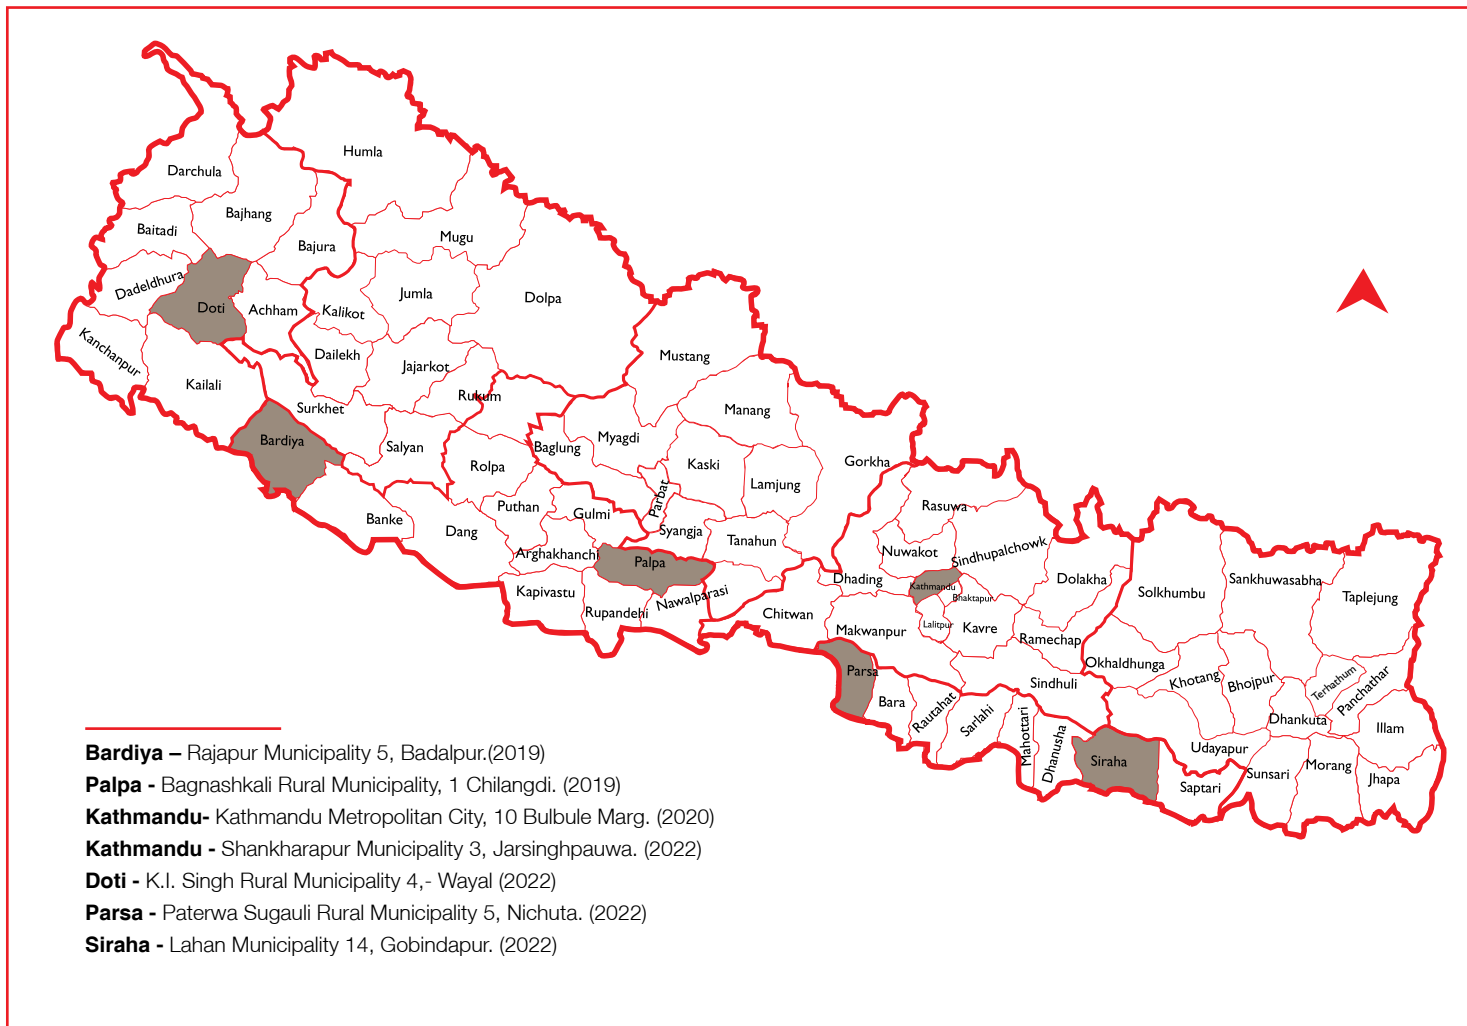 Humla
Darchula
Bajhang
Baitadi
Bajura
Mugu
Dadeldhura
Doti
Achham
Kalikot
Jumla
Dolpa
Kanchanpur
Kailali
Dailekh
Jajarkot
Rukum
Surkhet
Mustang
Manang
Bardiya
Salyan
Rolpa
Baglung
Myagdi
Kaski
Lamjung
Gorkha
Parbat
Banke
Dang
Puthan
Gulmi
Syangja
Tanahun
Arghakhanchi
Palpa
Kapivastu
Rupandehi
Nawalparasi
Chitwan
Rasuwa
Nuwakot
Sindhupalchowk
Dhading
Kathmandu
Bhaktapur
Dolakha
Lalitpur
Kavre
Makwanpur
Ramechap
Solkhumbu
Sankhuwasabha
Taplejung
Parsa
Bara
Rautahat
Sarlahi
Sindhuli
Okhaldhunga
Khotang
Bhojpur
Terhathum
Panchathar
Dhankuta
Illam
Mahottari
Dhanusha
Siraha
Udayapur
Saptari
Sunsari
Morang
Jhapa
Bardiya – Rajapur Municipality 5, Badalpur.(2019)
Palpa - Bagnashkali Rural Municipality, 1 Chilangdi. (2019)
Kathmandu- Kathmandu Metropolitan City, 10 Bulbule Marg. (2020)
Kathmandu - Shankharapur Municipality 3, Jarsinghpauwa. (2022)
Doti - K.I. Singh Rural Municipality 4,- Wayal (2022)
Parsa - Paterwa Sugauli Rural Municipality 5, Nichuta. (2022)
Siraha - Lahan Municipality 14, Gobindapur. (2022)